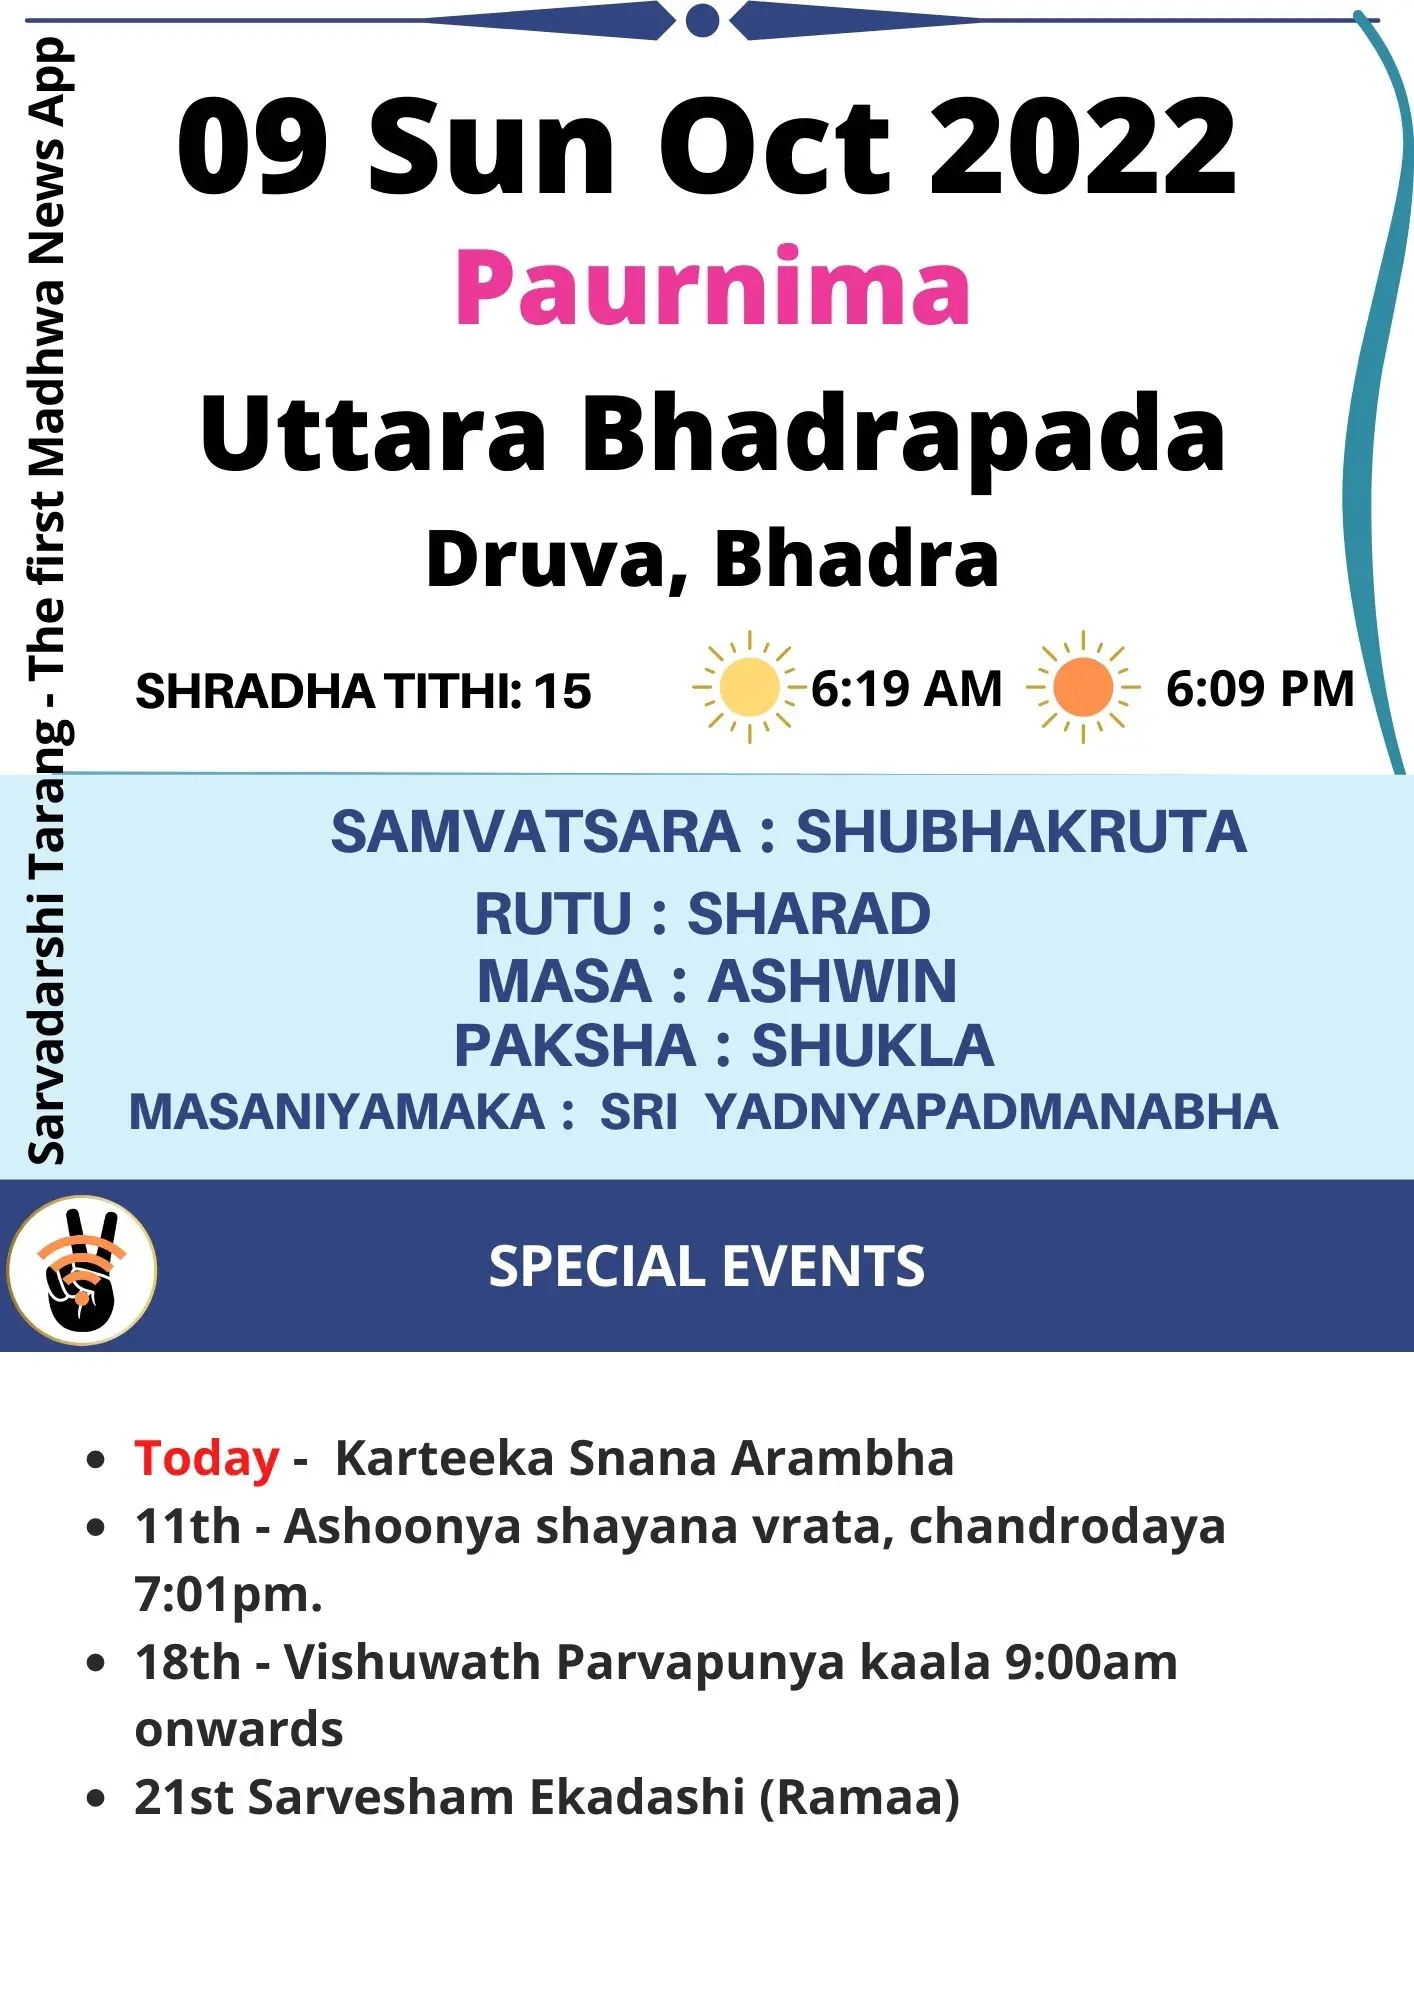 09 Sun Oct 2022
Paurnima
Uttara Bhadrapada
Druva, Bhadra
SHRADHA TITHI: 15 6:19 AM 6:09 PM
Sarvadarshi Tarang - The first Madhwa News App
SAMVATSARA : SHUBHAKRUTA
RUTU : SHARAD
MASA : ASHWIN
PAKSHA : SHUKLA
MASANIYAMAKA : SRI YADNYAPADMANABHA
SPECIAL EVENTS
• Today - Karteeka Snana Arambha
• 11th - Ashoonya shayana vrata, chandrodaya
7:01pm.
• 18th - Vishuwath Parvapunya kaala 9:00am
onwards
• 21st Sarvesham Ekadashi (Ramaa)